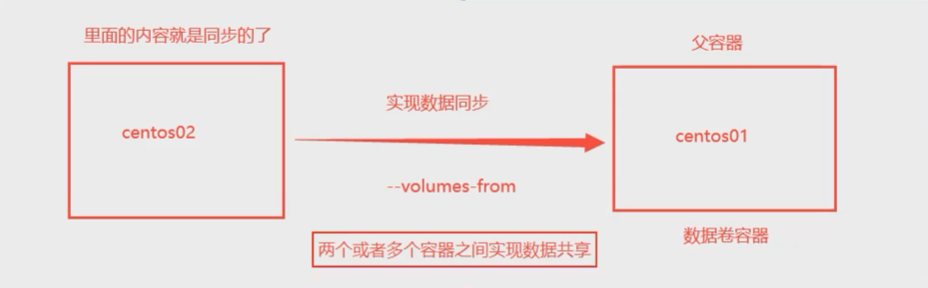 里面的内容就是同步的了
父容器
实现数据同步
centos02
centos01
--volumes-from
数据卷容器
两个或者多个容器之间实现数据共享